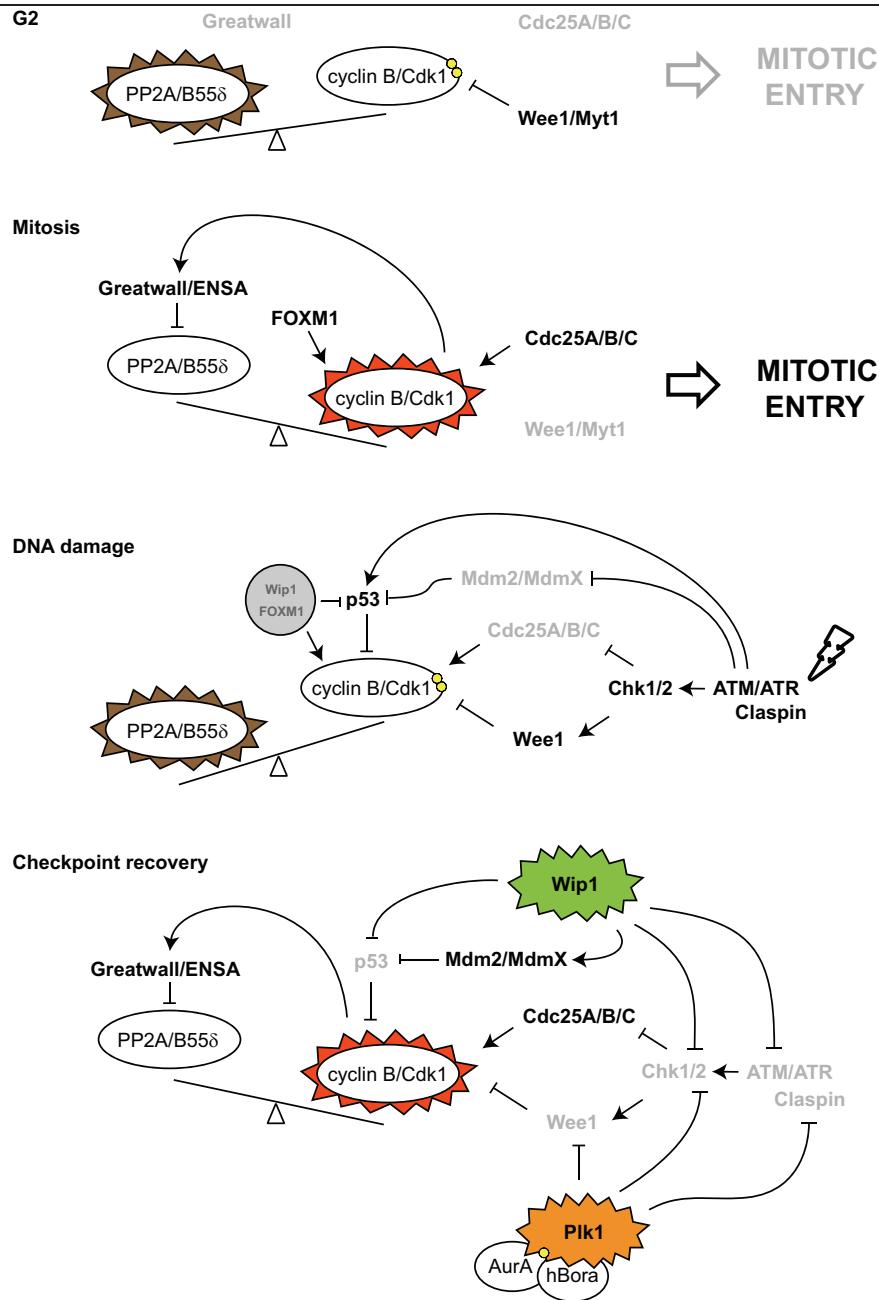 G2
Greatwall
Cdc25A/B/C
PP2A/B55δ
cyclin B/Cdk1
Wee1/Myt1
MITOTIC
ENTRY
Mitosis
Greatwall/ENSA
FOXM1
PP2A/B55δ
cyclin B/Cdk1
Cdc25A/B/C
Wee1/Myt1
MITOTIC
ENTRY
DNA damage
Wip1
FOXM1
p53
Mdm2/MdmX
Cdc25A/B/C
cyclin B/Cdk1
Chk1/2
ATM/ATR
Claspin
PP2A/B55δ
Wee1
Checkpoint recovery
Wip1
Greatwall/ENSA
p53
Mdm2/MdmX
PP2A/B55δ
Cdc25A/B/C
cyclin B/Cdk1
Chk1/2
ATM/ATR
Claspin
Wee1
Plk1
AurA
hBora